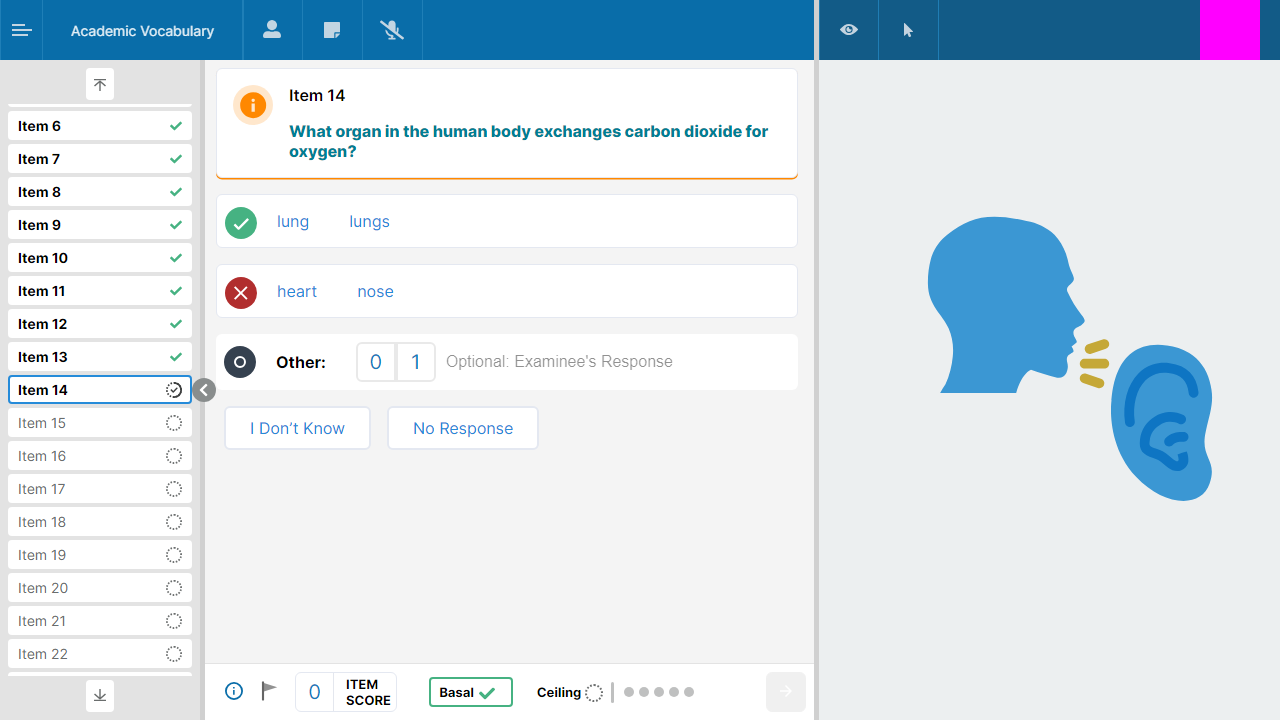 Academic Vocabulary
Item 6
Item 7
Item 8
Item 9
Item 10
Item 11
Item 12
Item 13
Item 14
Item 15
Item 16
Item 17
Item 18
Item 19
Item 20
Item 21
Item 22
Item 14
What organ in the human body exchanges carbon dioxide for
oxygen?
lung lungs
heart nose
Other: 0 1 Optional: Examinee's Response
I Don’t Know No Response
0 ITEM
SCORE
Basal
Ceiling